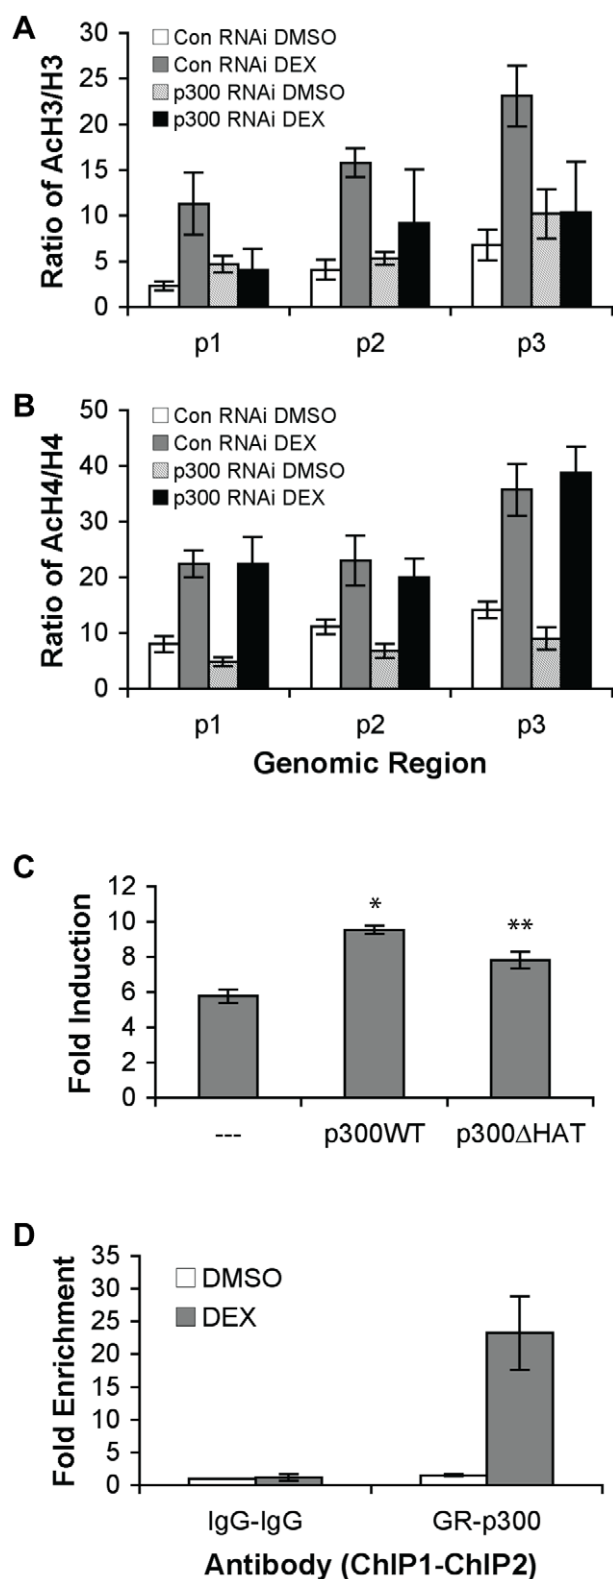 A
Ratio of AcH3/H3
30
25
20
15
10
5
0
Con RNAi DMSO
Con RNAi DEX
p300 RNAi DMSO
p300 RNAi DEX
p1 p2 p3
B
Ratio of AcH4/H4
50
40
30
20
10
0
Con RNAi DMSO
Con RNAi DEX
p300 RNAi DMSO
p300 RNAi DEX
p1 p2 p3
Genomic Region
C
Fold Induction
12
10
8
6
4
2
0
*
**
--- p300WT p300ΔHAT
D
Fold Enrichment
35
30
25
20
15
10
5
0
DMSO
DEX
IgG-IgG GR-p300
Antibody (ChIP1-ChIP2)